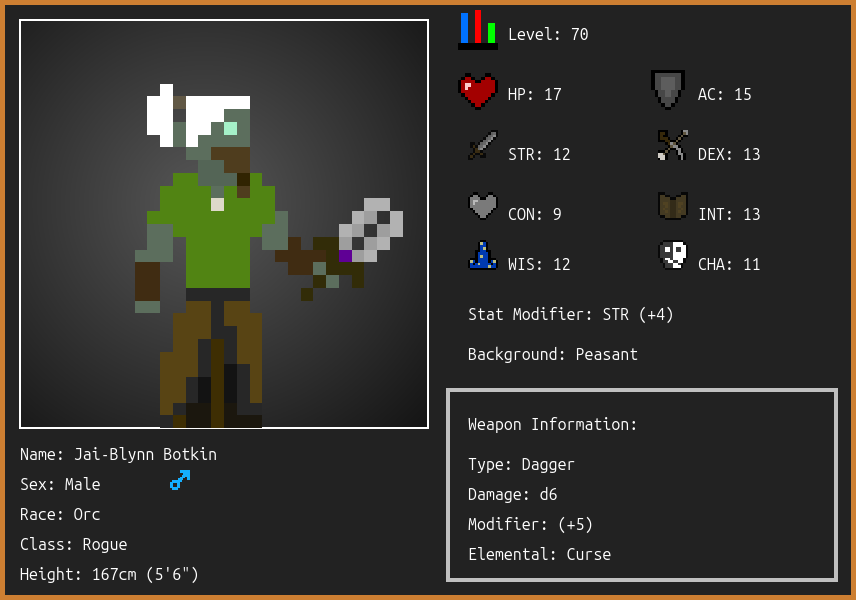 Level: 70
HP: 17
AC: 15
STR: 12
DEX: 13
CON: 9
INT: 13
WIS: 12
CHA: 11
Stat Modifier: STR (+4)
Background: Peasant
Weapon Information:
Type: Dagger
Damage: d6
Modifier: (+5)
Elemental: Curse
Name: Jai-Blynn Botkin
Sex: Male
Race: Orc
Class: Rogue
Height: 167cm (5'6")